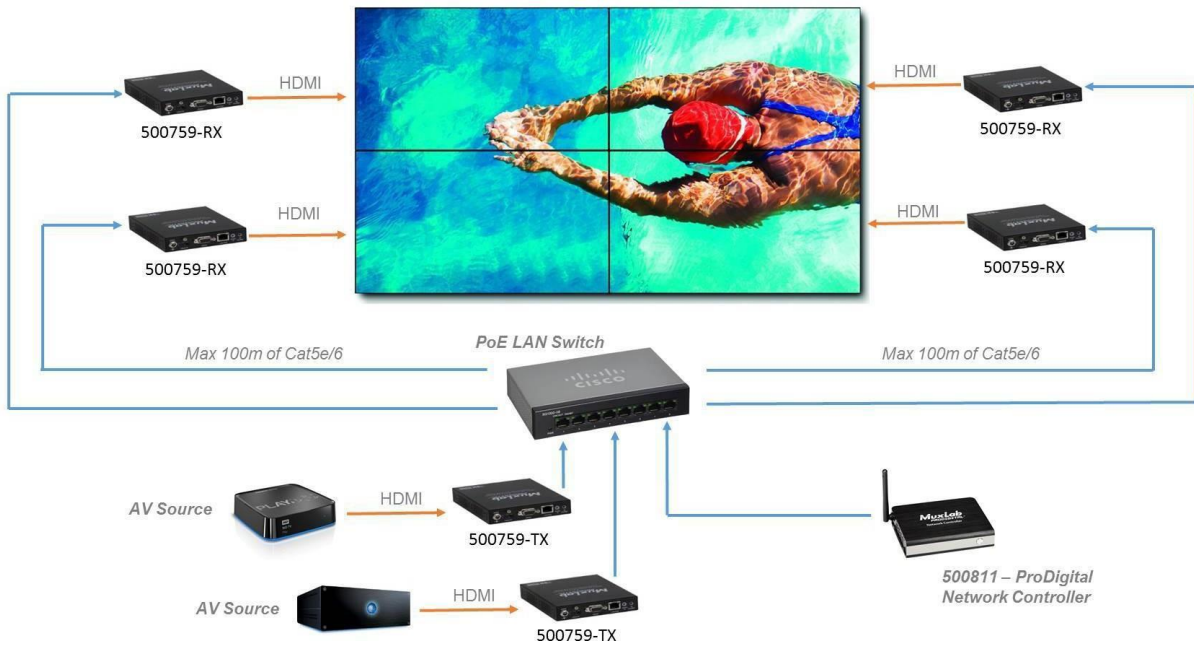 HDMI
HDMI
500759-RX
500759-RX
HDMI
HDMI
500759-RX
500759-RX
PoE LAN Switch
Max 100m of Cat5e/6
Max 100m of Cat5e/6
CISCO
AV Source
HDMI
500759-TX
MuxLab
500811 – ProDigital
Network Controller
AV Source
HDMI
500759-TX